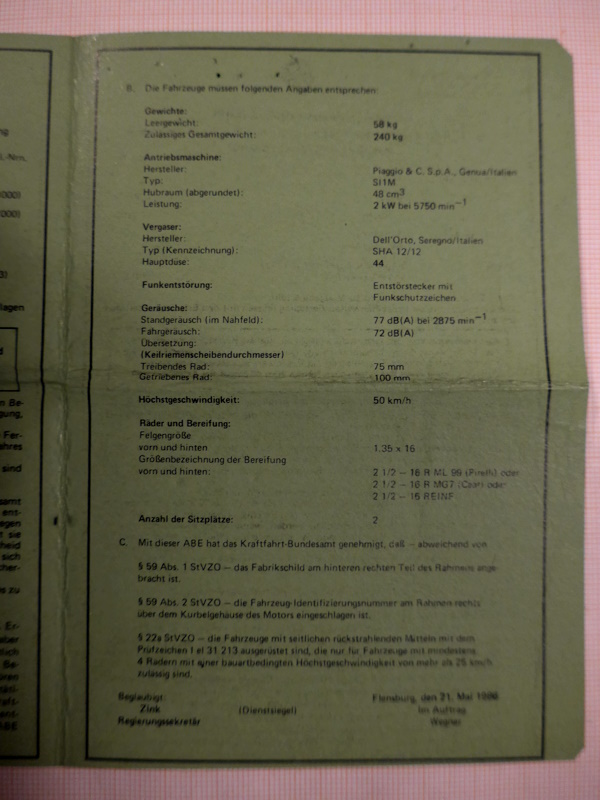 B. Die Fahrzeuge müssen folgenden Angaben entsprechen:
Gewichte:
Leergewicht: 58 kg
Zulässiges Gesamtgewicht: 240 kg
Antriebsmaschine:
Hersteller: Piaggio & C. S.p.A., Genua/Italien
Typ: SI1M
Hubraum (abgerundet): 48 cm³
Leistung: 2 kW bei 5750 min⁻¹
Vergaser:
Hersteller: Dell'Orto, Seregno/Italien
Typ (Kennzeichnung): SHA 12/12
Hauptdüse: 44
Funkentstörung: Entstörstecker mit
Funkschutzzeichen
Geräusche:
Standgeräusch (im Nahfeld): 77 dB(A) bei 2875 min⁻¹
Fahrgeräusch: 72 dB(A)
Übersetzung:
(Keilriemenscheibendurchmesser)
Treibendes Rad: 75 mm
Getriebenes Rad: 100 mm
Höchstgeschwindigkeit: 50 km/h
Räder und Bereifung:
Felgengröße
vorn und hinten 1.35 x 16
Größenbezeichnung der Bereifung
vorn und hinten: 2 1/2 – 16 R ML 99 (Pirelli) oder
2 1/2 – 16 R MG7 oder
2 1/2 – 16 REINF
Anzahl der Sitzplätze: 2
C. Mit dieser ABE hat das Kraftfahrt-Bundesamt genehmigt, daß – abweichend von
§ 59 Abs. 1 StVZO – das Fabrikschild am hinteren rechten Teil des Rahmens ange-
bracht ist.
§ 59 Abs. 2 StVZO – die Fahrzeug-Identifizierungsnummer am Rahmen rechts
über dem Kurbelgehäuse des Motors eingeschlagen ist.
§ 22a StVZO – die Fahrzeuge mit seitlichen rückstrahlenden Mitteln mit dem
Prüfzeichen I el 31 213 ausgerüstet sind, die nur für Fahrzeuge mit mindestens
4 Rädern mit einer bauartbedingten Höchstgeschwindigkeit von mehr als 25 km/h
zulässig sind.
Beglaubigt: Flensburg, den 21. Mai
Zink (Dienstsiegel) Im Auftrag
Regierungssekretär Wagner